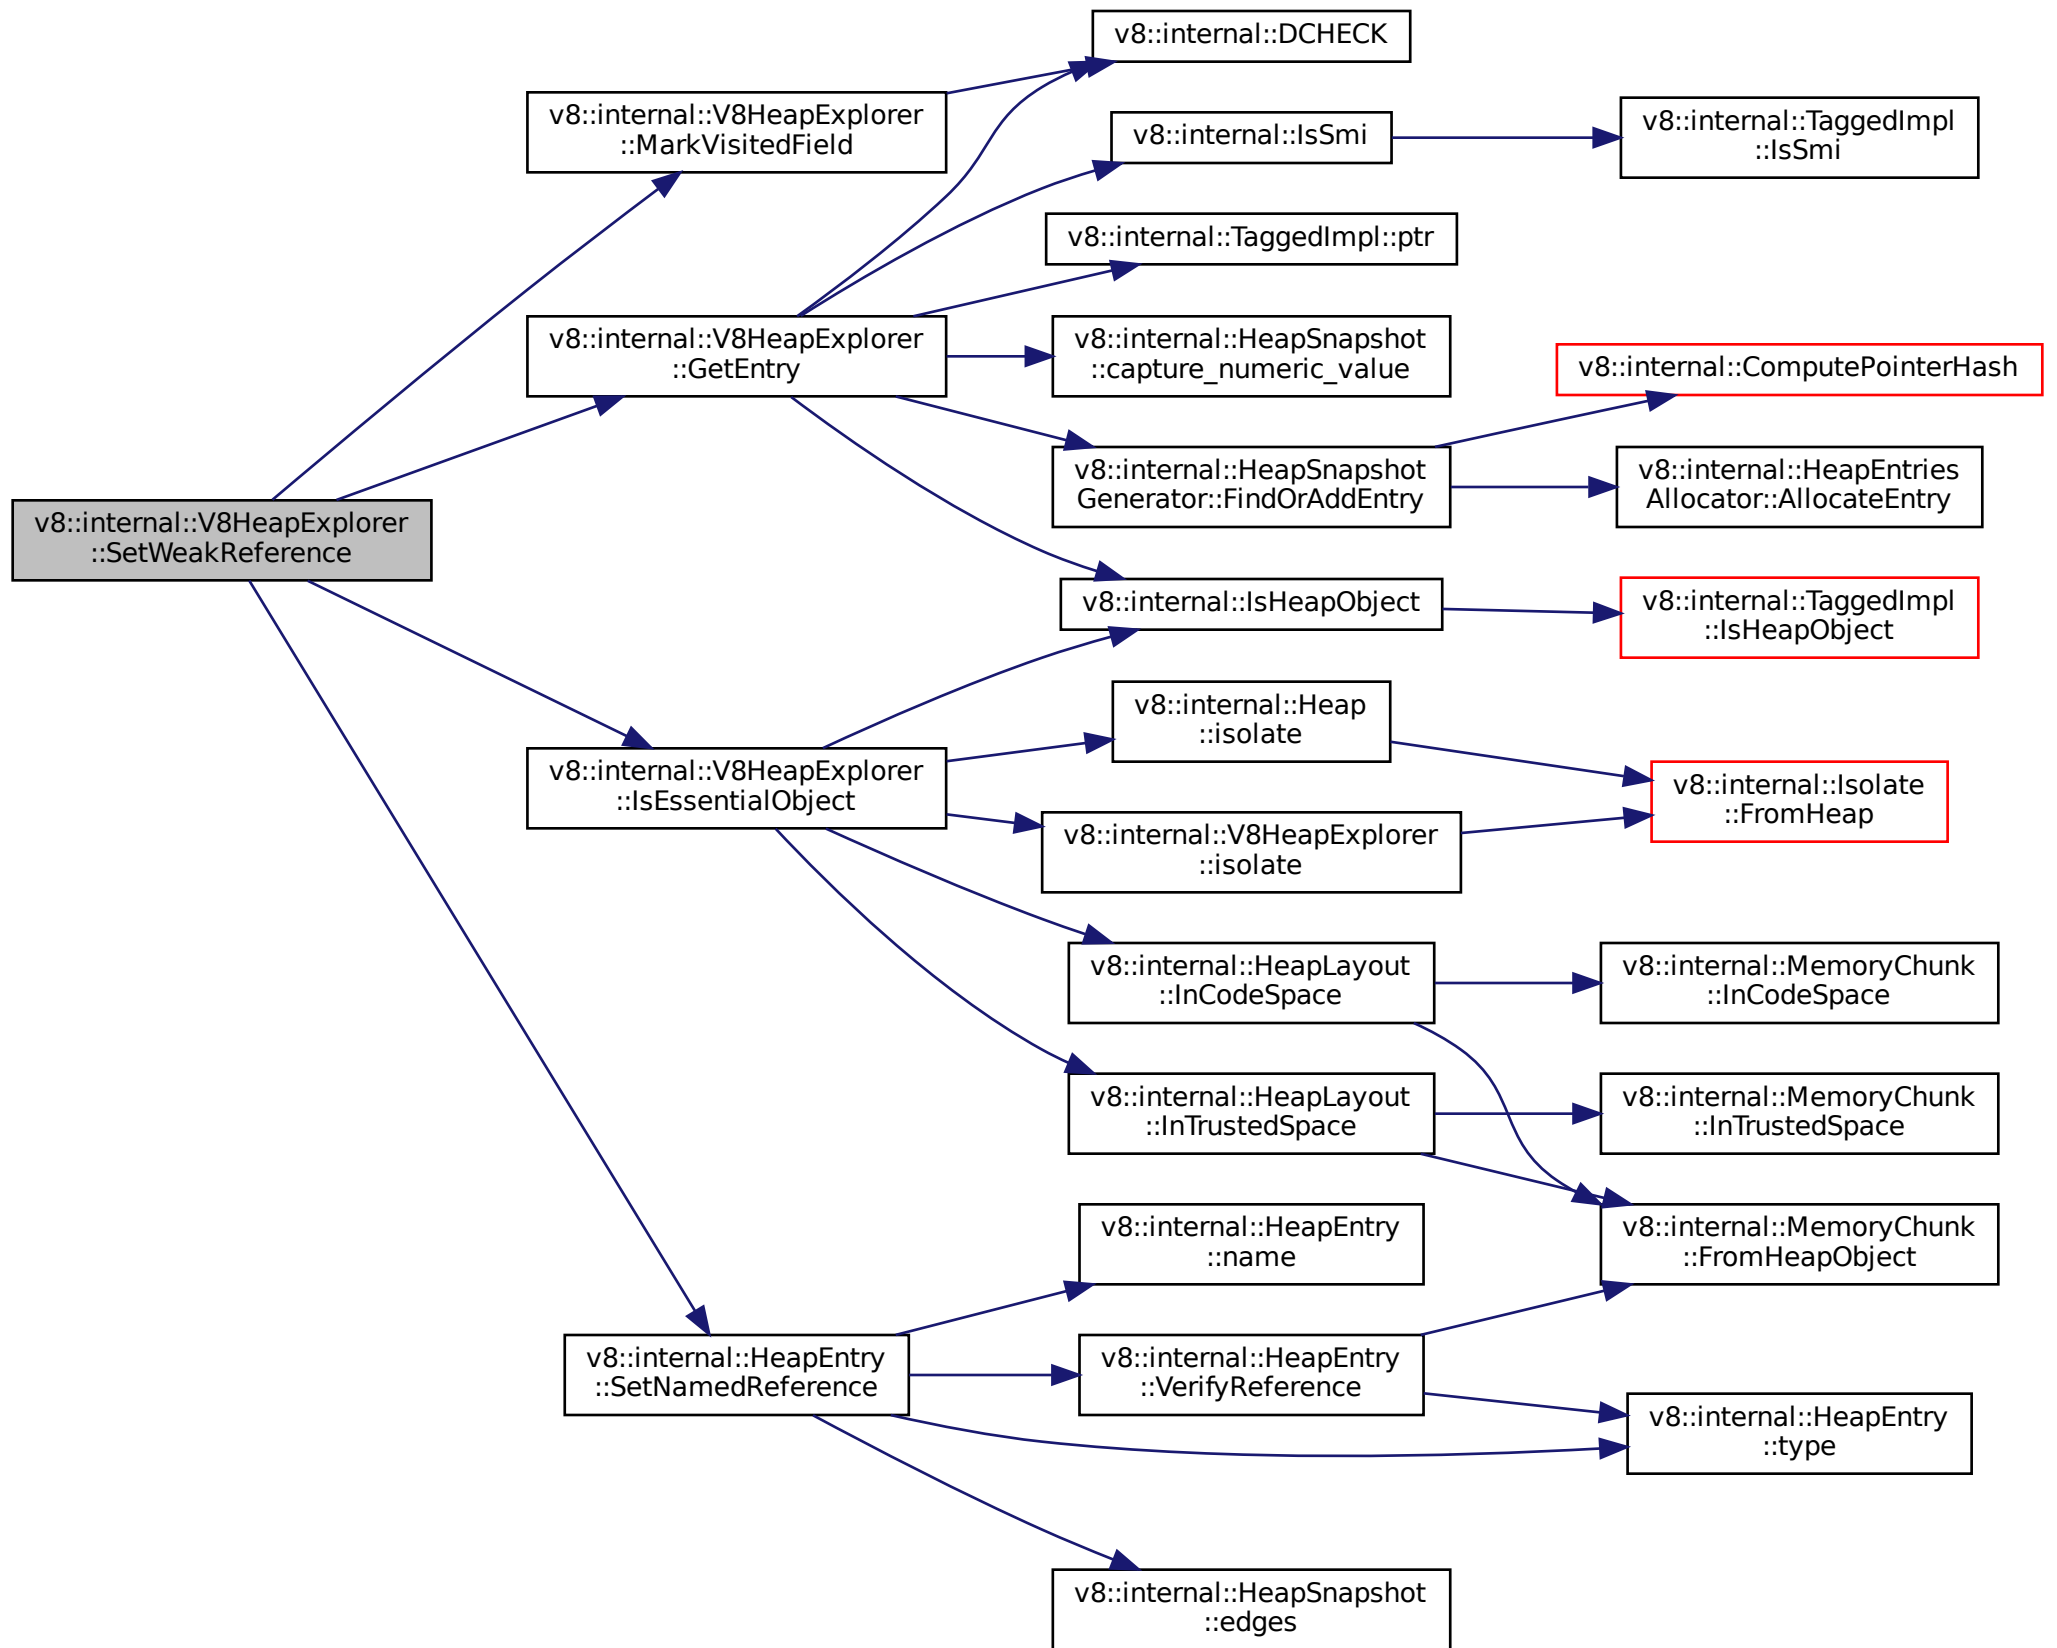 v8::internal::DCHECK
v8::internal::V8HeapExplorer
::MarkVisitedField
v8::internal::IsSmi
v8::internal::TaggedImpl
::IsSmi
v8::internal::TaggedImpl::ptr
v8::internal::V8HeapExplorer
::GetEntry
v8::internal::HeapSnapshot
::capture_numeric_value
v8::internal::ComputePointerHash
v8::internal::HeapSnapshot
Generator::FindOrAddEntry
v8::internal::HeapEntries
Allocator::AllocateEntry
v8::internal::V8HeapExplorer
::SetWeakReference
v8::internal::IsHeapObject
v8::internal::TaggedImpl
::IsHeapObject
v8::internal::Heap
::isolate
v8::internal::V8HeapExplorer
::IsEssentialObject
v8::internal::Isolate
::FromHeap
v8::internal::V8HeapExplorer
::isolate
v8::internal::HeapLayout
::InCodeSpace
v8::internal::MemoryChunk
::InCodeSpace
v8::internal::HeapLayout
::InTrustedSpace
v8::internal::MemoryChunk
::InTrustedSpace
v8::internal::HeapEntry
::name
v8::internal::MemoryChunk
::FromHeapObject
v8::internal::HeapEntry
::SetNamedReference
v8::internal::HeapEntry
::VerifyReference
v8::internal::HeapEntry
::type
v8::internal::HeapSnapshot
::edges